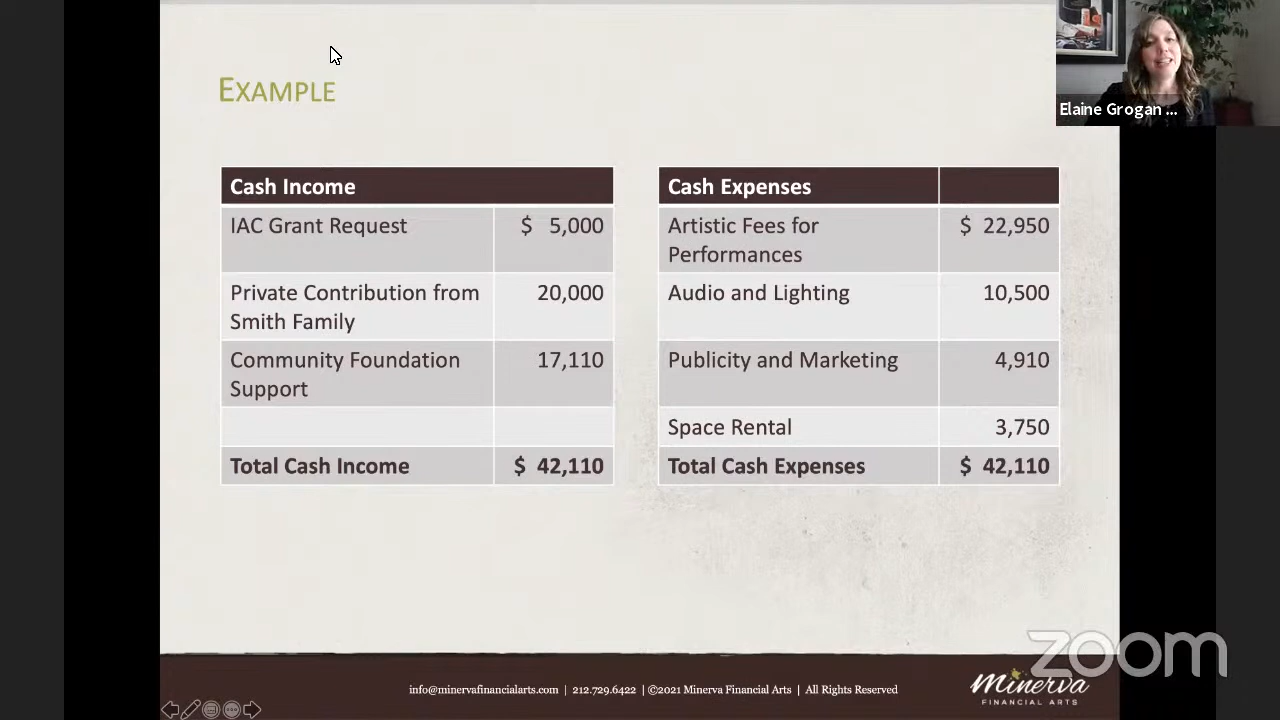 EXAMPLE
Elaine Grogan ...
Cash Income
IAC Grant Request $ 5,000
Private Contribution from 20,000
Smith Family
Community Foundation 17,110
Support
Total Cash Income $ 42,110
Cash Expenses
Artistic Fees for $ 22,950
Performances
Audio and Lighting 10,500
Publicity and Marketing 4,910
Space Rental 3,750
Total Cash Expenses $ 42,110
zoom
info@minervafinancialarts.com | 212.729.6422 | ©2021 Minerva Financial Arts | All Rights Reserved
Minerva
FINANCIAL ARTS